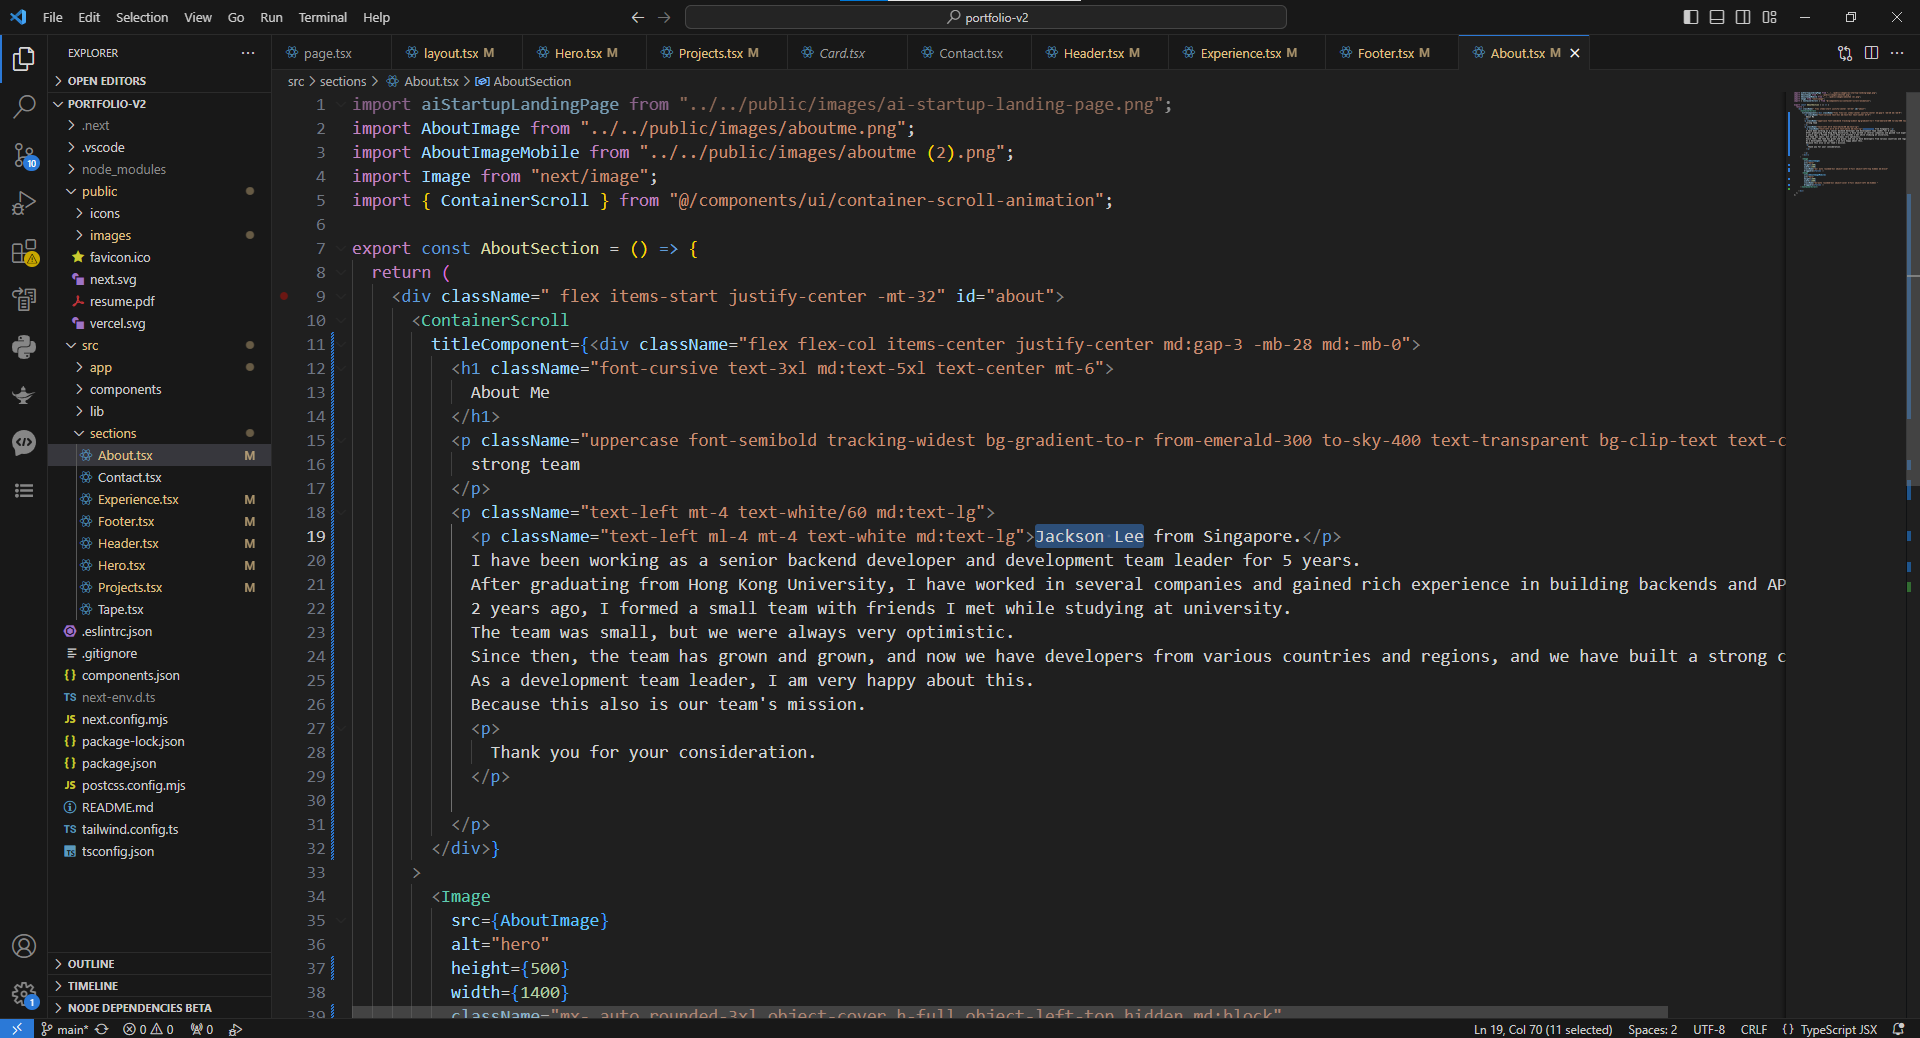 File Edit Selection View Go Run Terminal Help
portfolio-v2
EXPLORER
page.tsx
layout.tsx M
Hero.tsx M
Projects.tsx M
Card.tsx
Contact.tsx
Header.tsx M
Experience.tsx M
Footer.tsx M
About.tsx M
OPEN EDITORS
PORTFOLIO-V2
.next
.vscode
node_modules
public
icons
images
favicon.ico
next.svg
resume.pdf
vercel.svg
src
app
components
lib
sections
About.tsx M
Contact.tsx
Experience.tsx M
Footer.tsx M
Header.tsx M
Hero.tsx M
Projects.tsx M
Tape.tsx
.eslintrc.json
.gitignore
{} components.json
TS next-env.d.ts
JS next.config.mjs
{} package-lock.json
{} package.json
JS postcss.config.mjs
README.md
TS tailwind.config.ts
tsconfig.json
OUTLINE
TIMELINE
NODE DEPENDENCIES BETA
10
1
src > sections > About.tsx > AboutSection
1 import aiStartupLandingPage from "../../public/images/ai-startup-landing-page.png";
2 import AboutImage from "../../public/images/aboutme.png";
3 import AboutImageMobile from "../../public/images/aboutme (2).png";
4 import Image from "next/image";
5 import { ContainerScroll } from "@/components/ui/container-scroll-animation";
6
7 export const AboutSection = () => {
8 return (
9 <div className=" flex items-start justify-center -mt-32" id="about">
10 <ContainerScroll
11 titleComponent={<div className="flex flex-col items-center justify-center md:gap-3 -mb-28 md:-mb-0">
12 <h1 className="font-cursive text-3xl md:text-5xl text-center mt-6">
13 About Me
14 </h1>
15 <p className="uppercase font-semibold tracking-widest bg-gradient-to-r from-emerald-300 to-sky-400 text-transparent bg-clip-text text-c
16 strong team
17 </p>
18 <p className="text-left mt-4 text-white/60 md:text-lg">
19 <p className="text-left ml-4 mt-4 text-white md:text-lg">Jackson Lee from Singapore.</p>
20 I have been working as a senior backend developer and development team leader for 5 years.
21 After graduating from Hong Kong University, I have worked in several companies and gained rich experience in building backends and AP
22 2 years ago, I formed a small team with friends I met while studying at university.
23 The team was small, but we were always very optimistic.
24 Since then, the team has grown and grown, and now we have developers from various countries and regions, and we have built a strong c
25 As a development team leader, I am very happy about this.
26 Because this also is our team's mission.
27 <p>
28 Thank you for your consideration.
29 </p>
30
31 </p>
32 </div>}
33 >
34 <Image
35 src={AboutImage}
36 alt="hero"
37 height={500}
38 width={1400}
39 className="mx- auto rounded-3xl object-cover h-full object-left-top hidden md:block"
main* 0 0 0
Ln 19, Col 70 (11 selected) Spaces: 2 UTF-8 CRLF {} TypeScript JSX